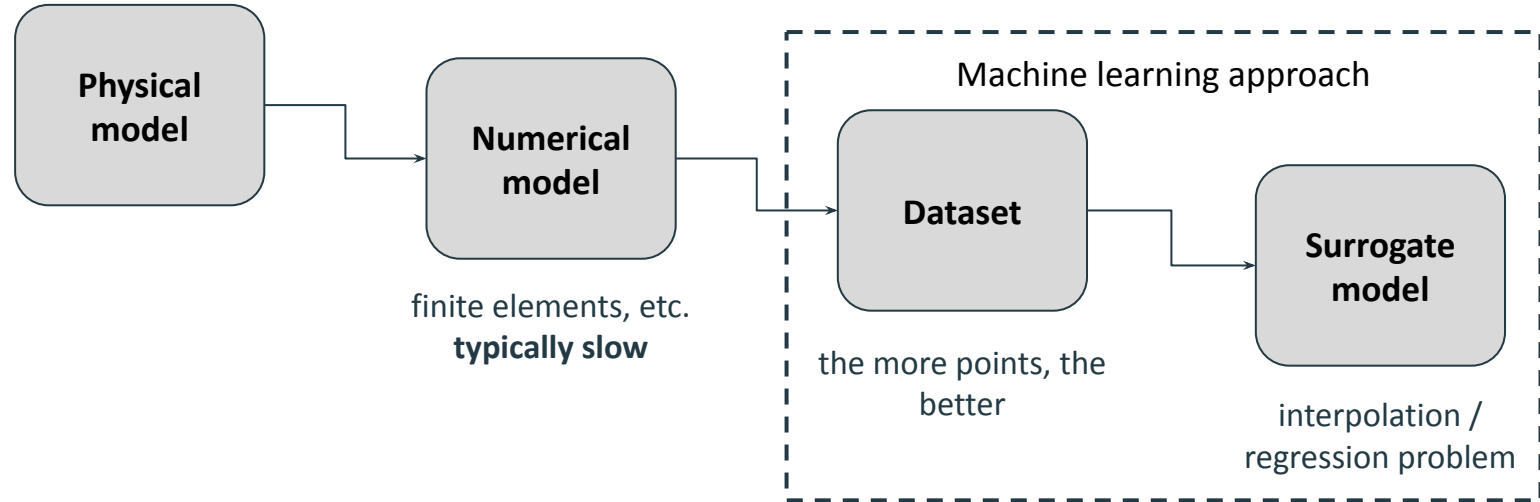 Physical
model
Numerical
model
finite elements, etc.
typically slow
Machine learning approach
Dataset
the more points, the
better
Surrogate
model
interpolation /
regression problem